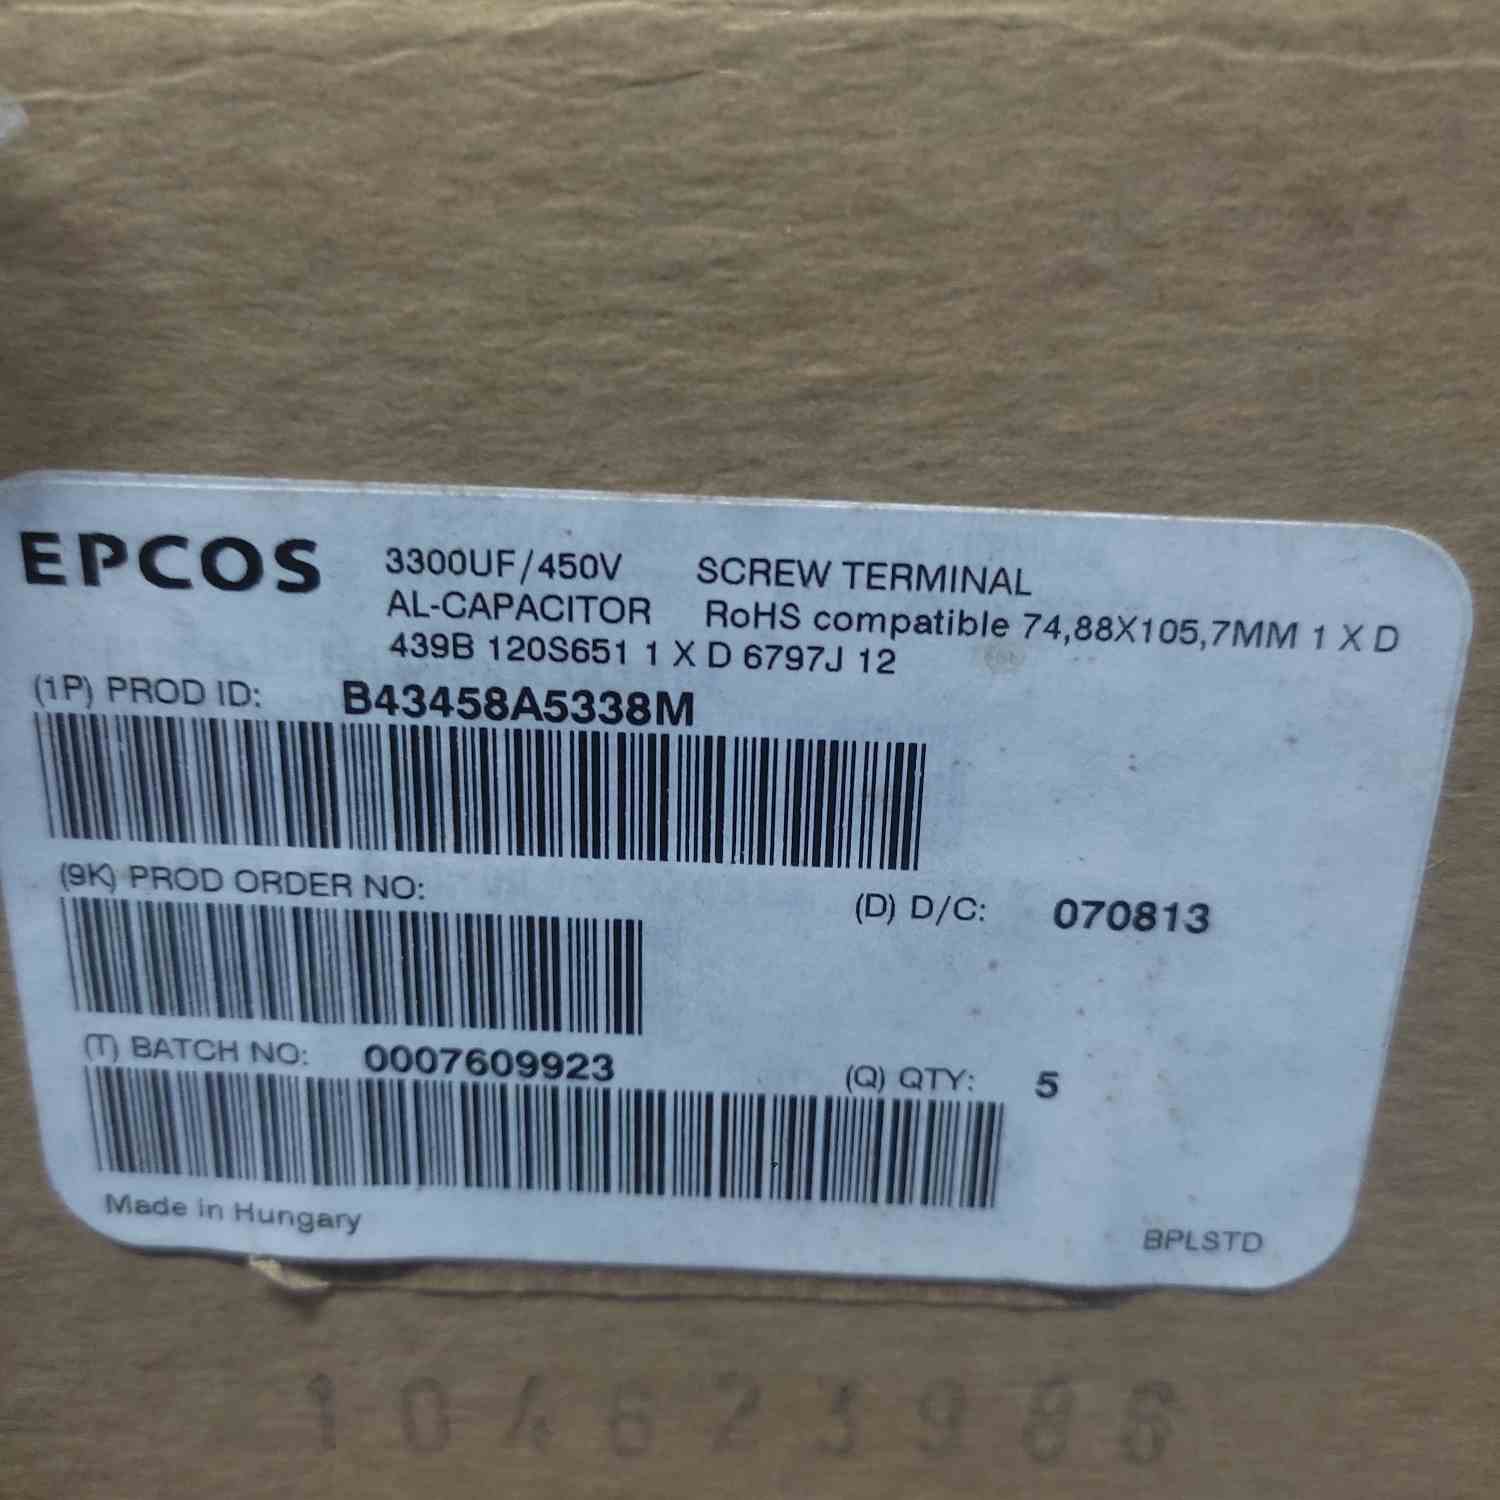 EPCOS 3300UF/450V SCREW TERMINAL
AL-CAPACITOR RoHS compatible 74,88X105,7MM 1 X D
439B 120S651 1 X D 6797J 12
(1P) PROD ID: B43458A5338M
(9K) PROD ORDER NO:
(D) D/C: 070813
(T) BATCH NO: 0007609923
(Q) QTY: 5
Made in Hungary
BPLSTD